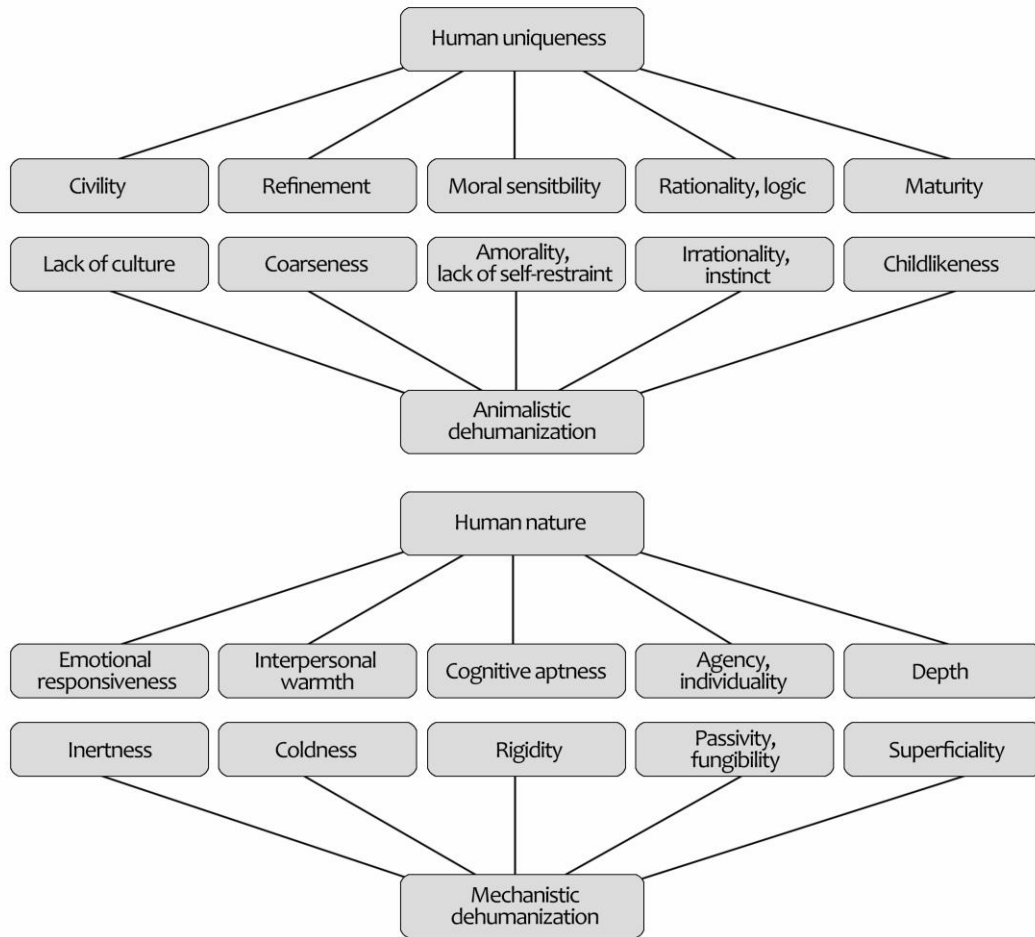 Human uniqueness
Civility
Refinement
Moral sensitbility
Rationality, logic
Maturity
Lack of culture
Coarseness
Amorality,
lack of self-restraint
Irrationality,
instinct
Childlikeness
Animalistic
dehumanization
Human nature
Emotional
responsiveness
Interpersonal
warmth
Cognitive aptness
Agency,
individuality
Depth
Inertness
Coldness
Rigidity
Passivity,
fungibility
Superficiality
Mechanistic
dehumanization